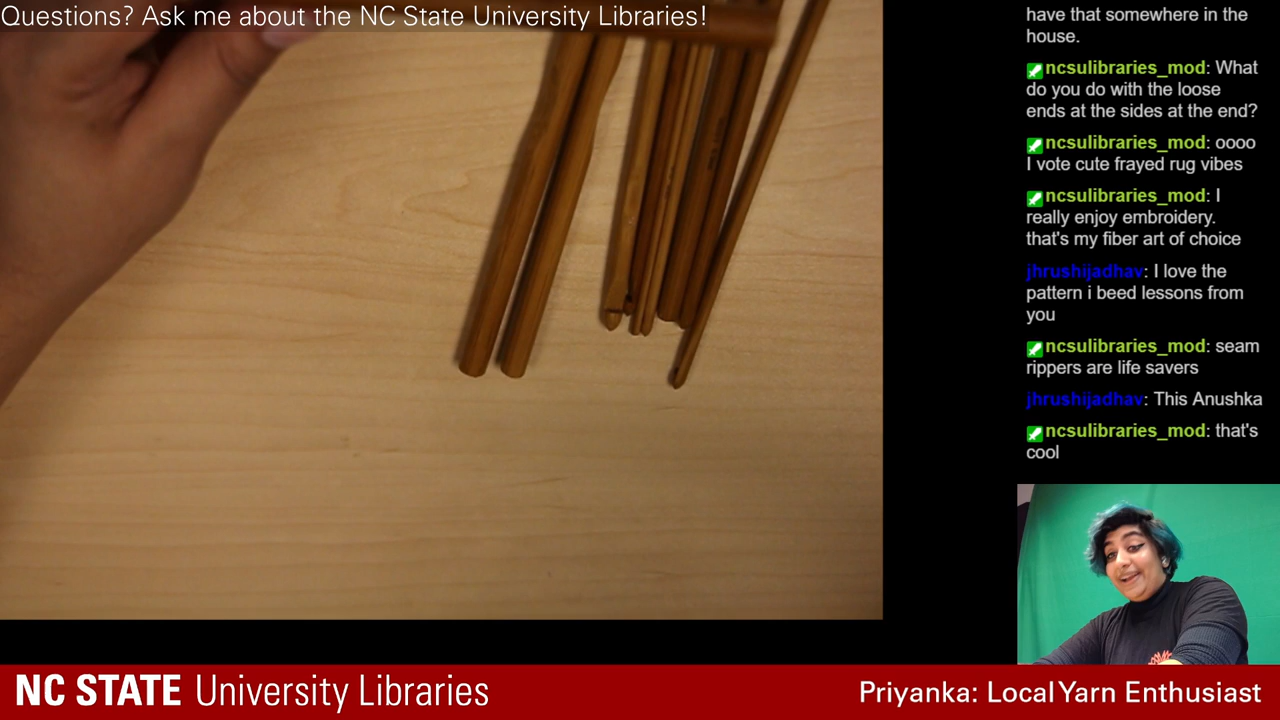 Questions? Ask me about the NC State University Libraries!
have that somewhere in the
house.
ncsulibraries_mod: What
do you do with the loose
ends at the sides at the end?
ncsulibraries_mod: oooo
I vote cute frayed rug vibes
ncsulibraries_mod: I
really enjoy embroidery.
that's my fiber art of choice
jhrushijadhav: I love the
pattern i beed lessons from
you
ncsulibraries_mod: seam
rippers are life savers
jhrushijadhav: This Anushka
ncsulibraries_mod: that's
cool
NC STATE University Libraries
Priyanka: Local Yarn Enthusiast